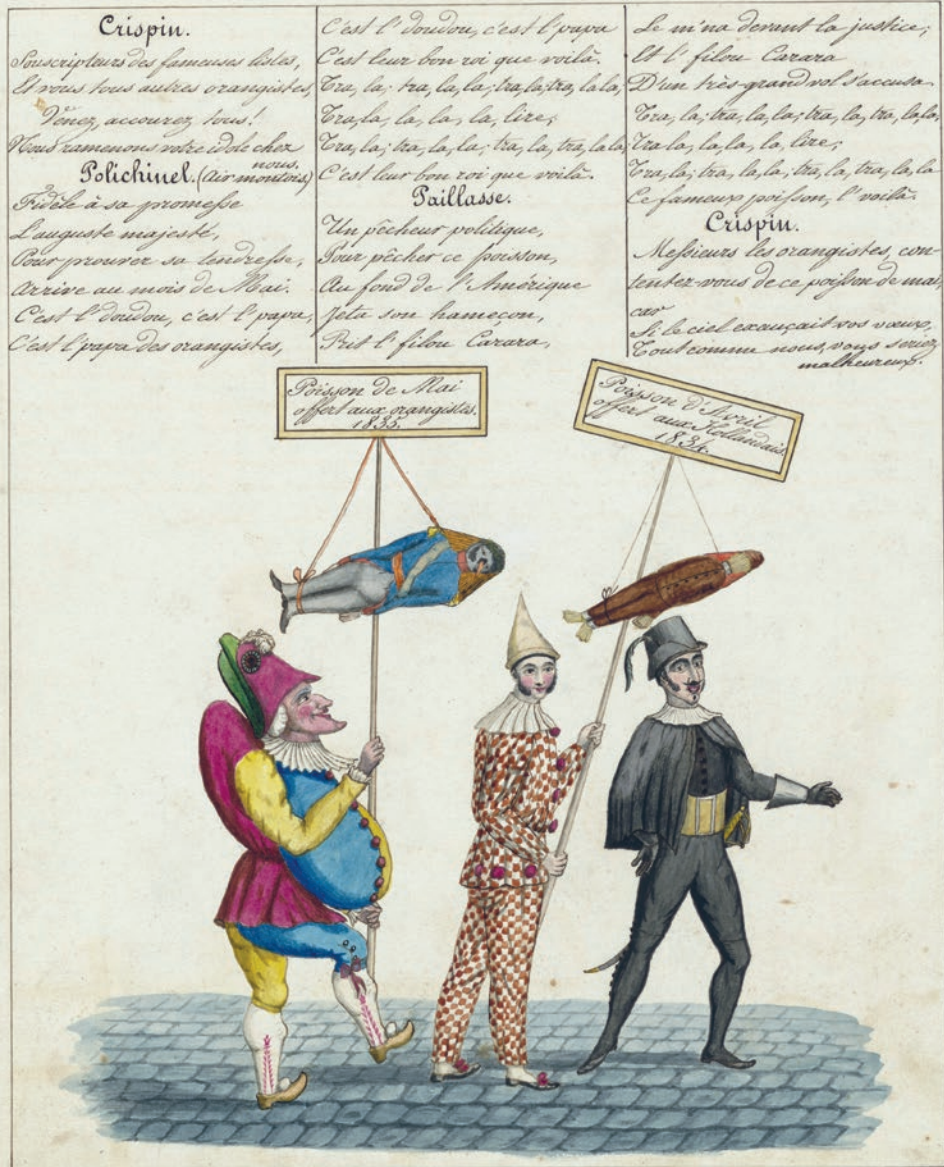 Crispin.
Souscripteurs des fameuses listes,
Et vous tous autres orangistes,
Venez, accourez tous!
Nous ramenons votre idole chez
nous.
Polichinel. (Air montois)
Fidèle à sa promesse
L'auguste majesté,
Pour prouver sa tendresse,
Arrive au mois de Mai.
C'est l'doudou, c'est l'papa,
C'est l'papa des orangistes,
C'est l'doudou, c'est l'papa
C'est leur bon roi que voilà.
Tra, la; tra, la, la; tra, la, tra, la la,
Tra, la, la, la, la, lire;
Tra, la; tra, la, la; tra, la, tra, la la,
C'est leur bon roi que voilà.
Paillasse.
Un pêcheur politique,
Pour pêcher ce poisson,
Au fond de l'Amérique
Jeta son hameçon,
Prit l'filou Carara,
Le m'na devant la justice;
Et l'filou Carara
D'un très-grand vol s'accusa
Tra, la; tra, la, la; tra, la, tra, la, la,
Tra la, la, la, la, lire;
Tra, la; tra, la, la; tra, la, tra, la, la
Ce fameux poisson, l'voilà.
Crispin.
Messieurs les orangistes, con
tentez-vous de ce poisson de mai,
car
Si le ciel exauçait vos vœux,
Tout comme nous, vous seriez
malheureux.
Poisson de Mai
offert aux orangistes.
1835.
Poisson d'Avril
offert aux Hollandais.
1834.